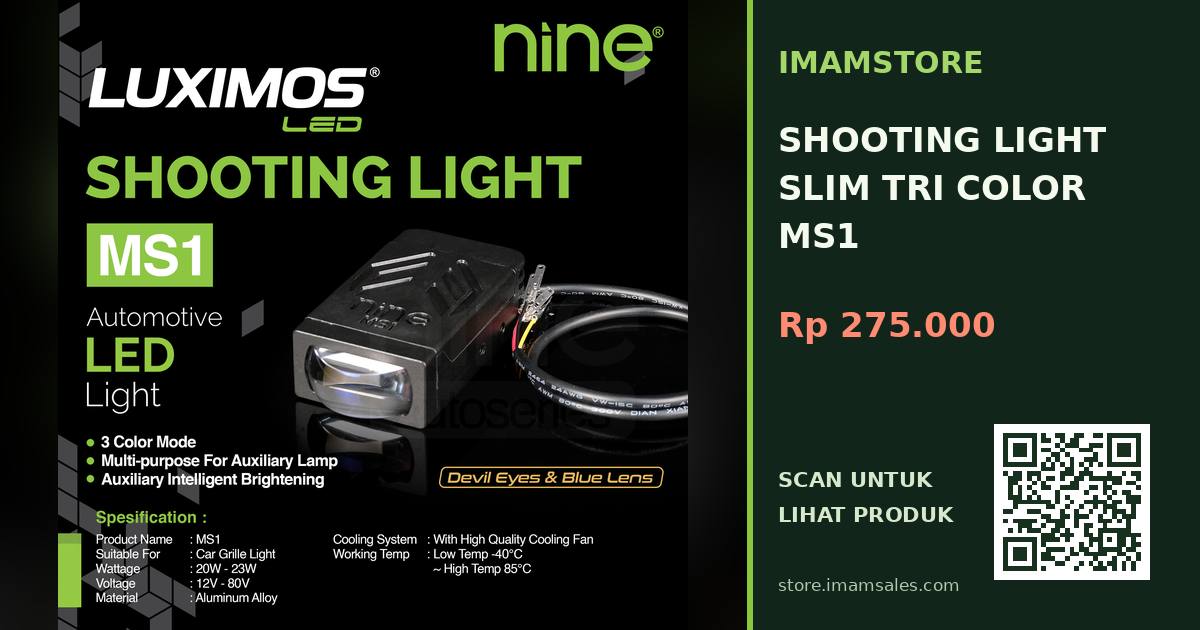 nine®
LUXIMOS®
LED
SHOOTING LIGHT
MS1
Automotive
LED
Light
nine
MS1
3 Color Mode
Multi-purpose For Auxiliary Lamp
Auxiliary Intelligent Brightening
Devil Eyes & Blue Lens
Spesification :
Product Name : MS1
Suitable For : Car Grille Light
Wattage : 20W - 23W
Voltage : 12V - 80V
Material : Aluminum Alloy
Cooling System : With High Quality Cooling Fan
Working Temp : Low Temp -40°C
~ High Temp 85°C
IMAMSTORE
SHOOTING LIGHT
SLIM TRI COLOR
MS1
Rp 275.000
SCAN UNTUK
LIHAT PRODUK
store.imamsales.com